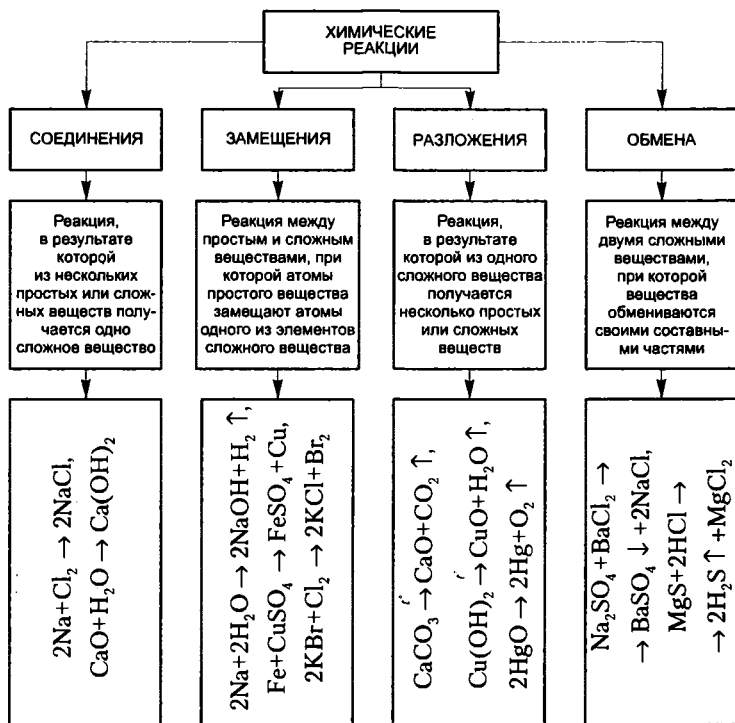 ХИМИЧЕСКИЕ
РЕАКЦИИ
СОЕДИНЕНИЯ
Реакция,
в результате
которой
из нескольких
простых или слож-
ных веществ полу-
чается одно
сложное вещество
2Na+Cl₂ → 2NaCl,
CaO+H₂O → Ca(OH)₂
ЗАМЕЩЕНИЯ
Реакция между
простым и сложным
веществами, при
которой атомы
простого вещества
замещают атомы
одного из элементов
сложного вещества
2Na+2H₂O → 2NaOH+H₂ ↑,
Fe+CuSO₄ → FeSO₄+Cu,
2KBr+Cl₂ → 2KCl+Br₂
РАЗЛОЖЕНИЯ
Реакция,
в результате
которой из одного
сложного вещества
получается
несколько простых
или сложных
веществ
CaCO₃ t° → CaO+CO₂ ↑,
Cu(OH)₂ t° → CuO+H₂O ↑,
2HgO → 2Hg+O₂ ↑
ОБМЕНА
Реакция между
двумя сложными
веществами,
при которой
вещества
обмениваются
своими составны-
ми частями
Na₂SO₄+BaCl₂ →
→ BaSO₄ ↓ +2NaCl,
MgS+2HCl →
→ 2H₂S ↑ +MgCl₂